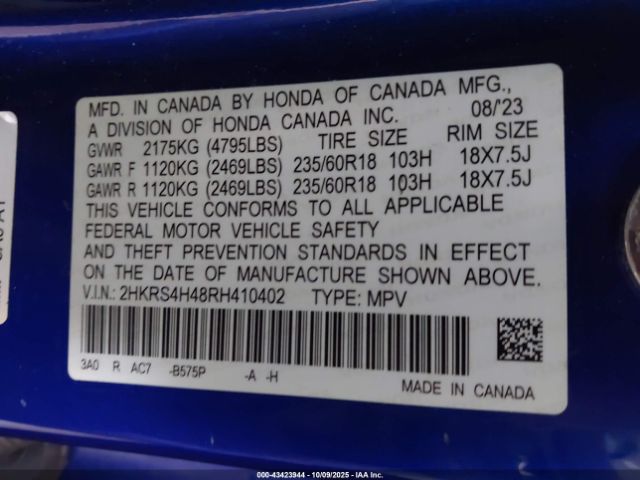 MFD. IN CANADA BY HONDA OF CANADA MFG.,
A DIVISION OF HONDA CANADA INC. 08/'23
GVWR 2175KG (4795LBS) TIRE SIZE RIM SIZE
GAWR F 1120KG (2469LBS) 235/60R18 103H 18X7.5J
GAWR R 1120KG (2469LBS) 235/60R18 103H 18X7.5J
THIS VEHICLE CONFORMS TO ALL APPLICABLE
FEDERAL MOTOR VEHICLE SAFETY
AND THEFT PREVENTION STANDARDS IN EFFECT
ON THE DATE OF MANUFACTURE SHOWN ABOVE.
V.I.N.: 2HKRS4H48RH410402 TYPE: MPV
3A0 R AC7 -B575P -A -H
MADE IN CANADA
© 000-43423944 | 10/09/2025 | IAA, Inc.